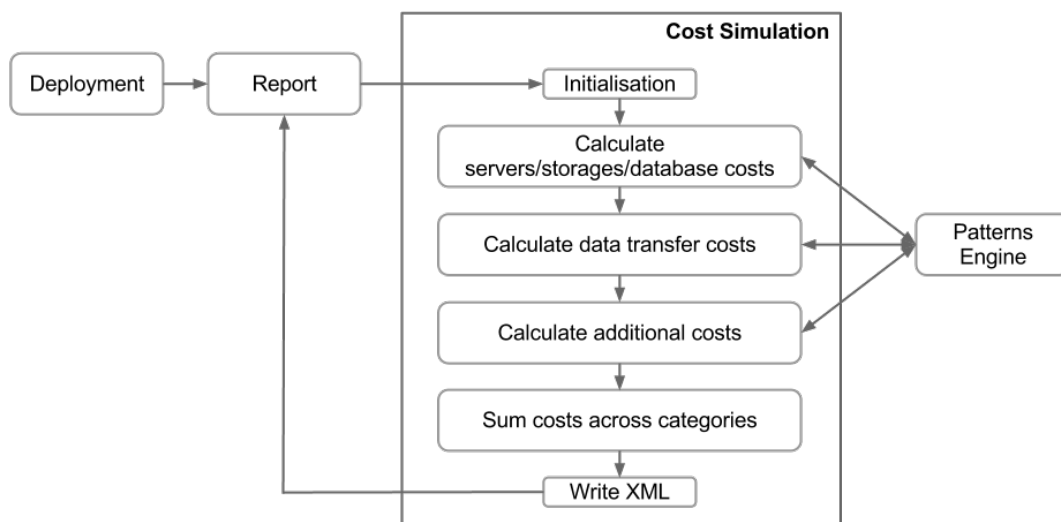 Cost Simulation
Deployment
Report
Initialisation
Calculate
servers/storages/database costs
Calculate data transfer costs
Patterns
Engine
Calculate additional costs
Sum costs across categories
Write XML